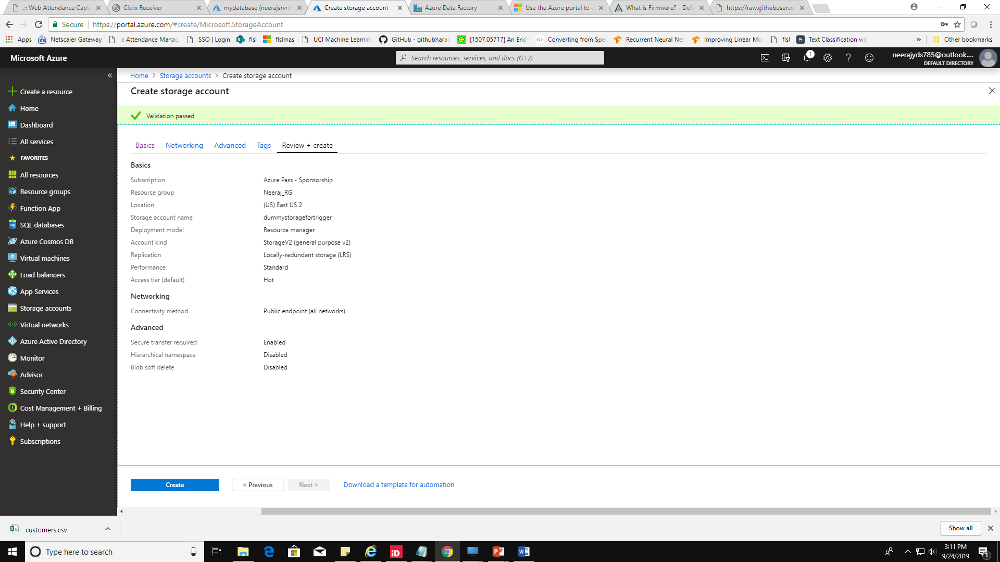 .:: Web Attendance Captu
Citrix Receiver
mydatabase (neerajsrvr/m
Create storage account -
Azure Data Factory
Use the Azure portal to c
What is Firmware? - Defi
https://raw.githubuserco
Secure
https://portal.azure.com/#create/Microsoft.StorageAccount
Apps
Netscaler Gateway
.:: Attendance Manag
SSO | Login
flsl
flslmas
UCI Machine Learning
GitHub - githubharal
[1507.05717] An End-
Converting from Spe
Recurrent Neural Net
Improving Linear Mo
flsl
Text Classification wit
»
Other bookmarks
Microsoft Azure
Search resources, services, and docs (G+/)
1
neerajyds785@outlook....
DEFAULT DIRECTORY
«
Create a resource
Home
Dashboard
All services
FAVORITES
All resources
Resource groups
Function App
SQL databases
Azure Cosmos DB
Virtual machines
Load balancers
App Services
Storage accounts
Virtual networks
Azure Active Directory
Monitor
Advisor
Security Center
Cost Management + Billing
Help + support
Subscriptions
Home > Storage accounts > Create storage account
Create storage account
Validation passed
Basics Networking Advanced Tags Review + create
Basics
Subscription Azure Pass - Sponsorship
Resource group Neeraj_RG
Location (US) East US 2
Storage account name dummystoragefortrigger
Deployment model Resource manager
Account kind StorageV2 (general purpose v2)
Replication Locally-redundant storage (LRS)
Performance Standard
Access tier (default) Hot
Networking
Connectivity method Public endpoint (all networks)
Advanced
Secure transfer required Enabled
Hierarchical namespace Disabled
Blob soft delete Disabled
Create
< Previous
Next >
Download a template for automation
customers.csv
Show all
Type here to search
3:11 PM
9/24/2019
1